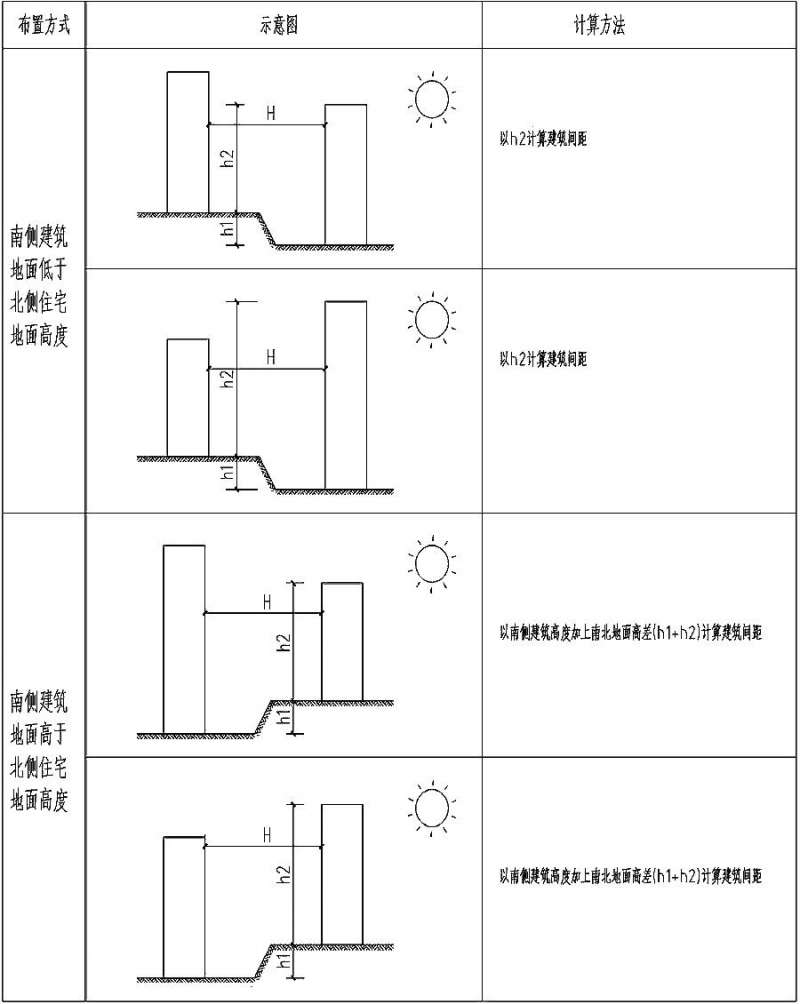 布置方式 示意图 计算方法
南侧建筑
地面低于
北侧住宅
地面高度
H
h2
h1
以h2计算建筑间距
H
h2
h1
以h2计算建筑间距
南侧建筑
地面高于
北侧住宅
地面高度
H
h2
h1
以南侧建筑高度加上南北地面高差(h1+h2)计算建筑间距
H
h2
h1
以南侧建筑高度加上南北地面高差(h1+h2)计算建筑间距